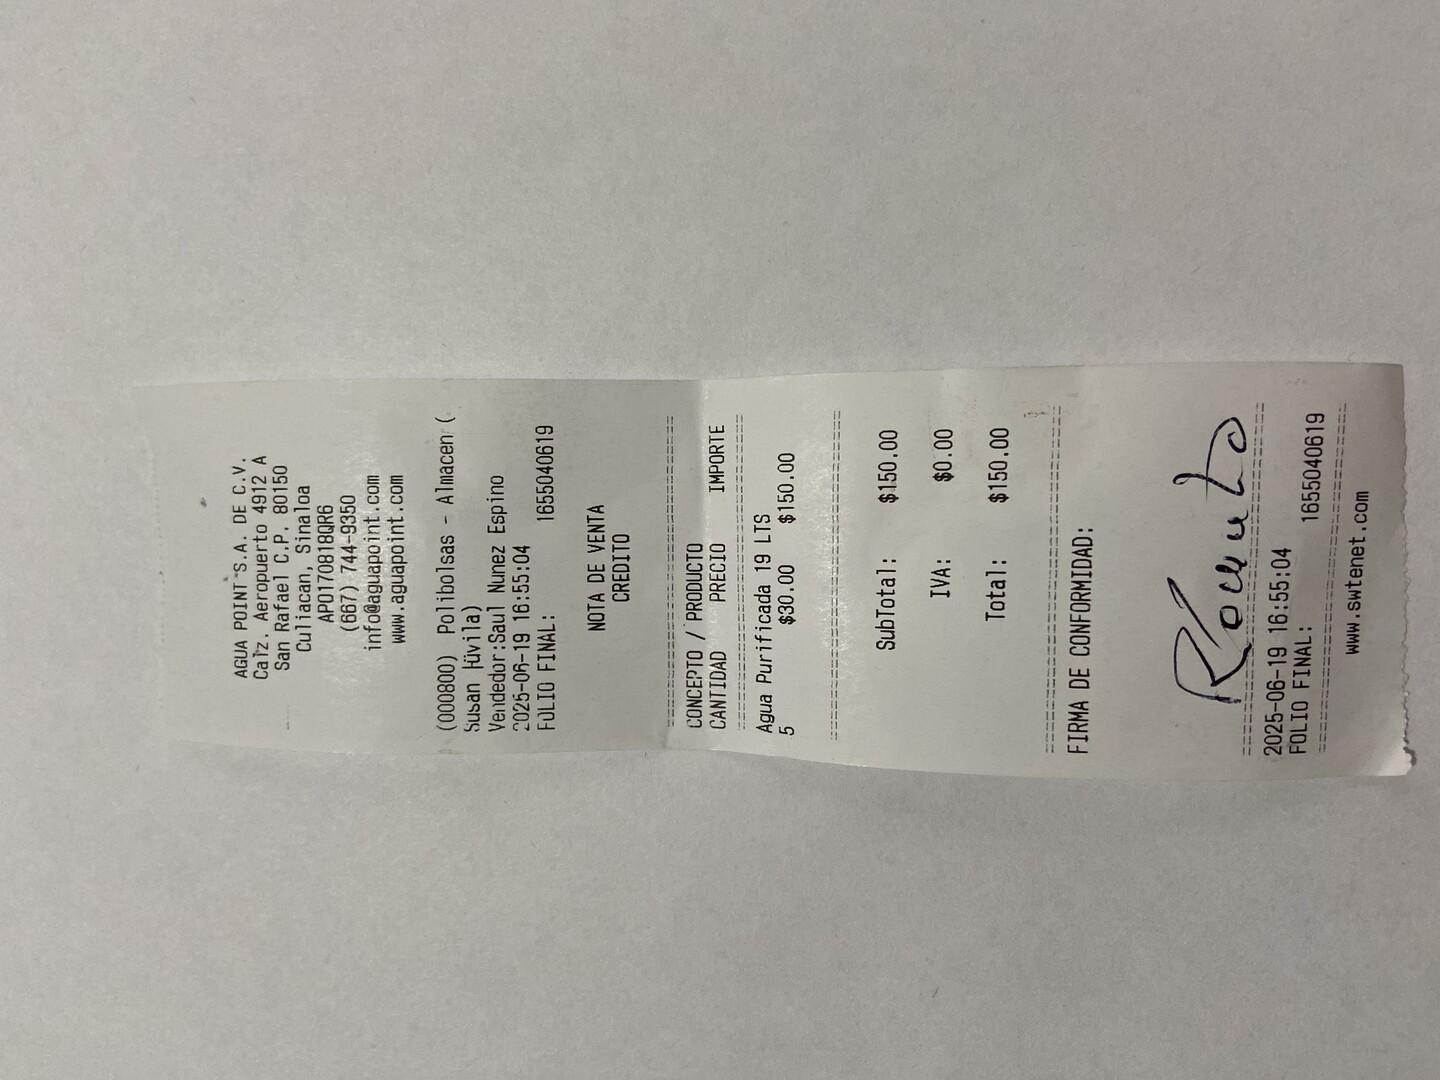 AGUA POINT S.A. DE C.V.
Calz. Aeropuerto 4912 A
San Rafael C.P. 80150
Culiacan, Sinaloa
APO170818QR6
(667) 744-9350
info@aguapoint.com
www.aguapoint.com
(000800) Polibolsas - Almacen (
Susan
Vendedor:Saul Nunez Espino
2025-06-19 16:55:04
FOLIO FINAL: 1655040619
NOTA DE VENTA
CREDITO
==============================
CONCEPTO / PRODUCTO
CANTIDAD PRECIO IMPORTE
==============================
Agua Purificada 19 LTS
5 $30.00 $150.00
==============================
SubTotal: $150.00
IVA: $0.00
Total: $150.00
==============================
FIRMA DE CONFORMIDAD:
==============================
2025-06-19 16:55:04
FOLIO FINAL: 1655040619
==============================
www.swtenet.com